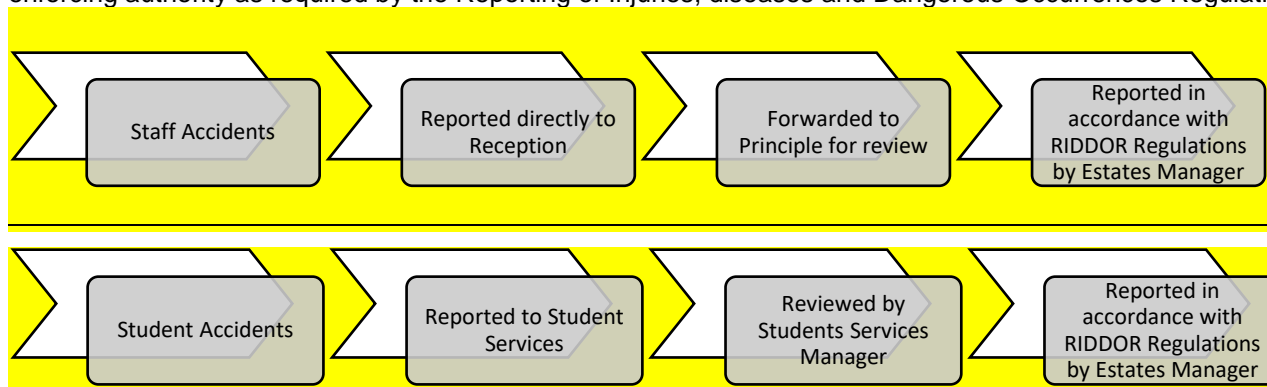 enforcing authority as required by the Reporting of Injuries, diseases and Dangerous Occurrences
Staff Accidents
Reported directly to
Reception
Forwarded to
Principle for review
Reported in
accordance with
RIDDOR Regulations
by Estates Manager
Student Accidents
Reported to Student
Services
Reviewed by
Students Services
Manager
Reported in
accordance with
RIDDOR Regulations
by Estates Manager